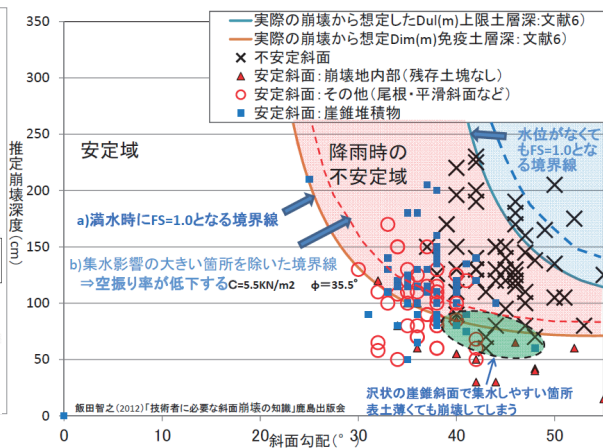 実際の崩壊から想定したDul(m)上限土層深:文献6)
実際の崩壊から想定Dim(m)免疫土層深:文献6)
不安定斜面
安定斜面:崩壊地内部(残存土塊なし)
安定斜面:その他(尾根・平滑斜面など)
安定斜面:崖錐堆積物
350
300
250
200
150
100
50
0
推定崩壊深度(cm)
安定域
降雨時の
不安定域
水位がなくて
もFS=1.0とな
る境界線
a)満水時にFS=1.0となる境界線
b)集水影響の大きい箇所を除いた境界線
⇒空振り率が低下する
C=5.5KN/m2 φ=35.5°
沢状の崖錐斜面で集水しやすい箇所
表土薄くても崩壊してしまう
飯田智之(2012)「技術者に必要な斜面崩壊の知識」鹿島出版会
0
10
20
30
40
50
斜面勾配(°)